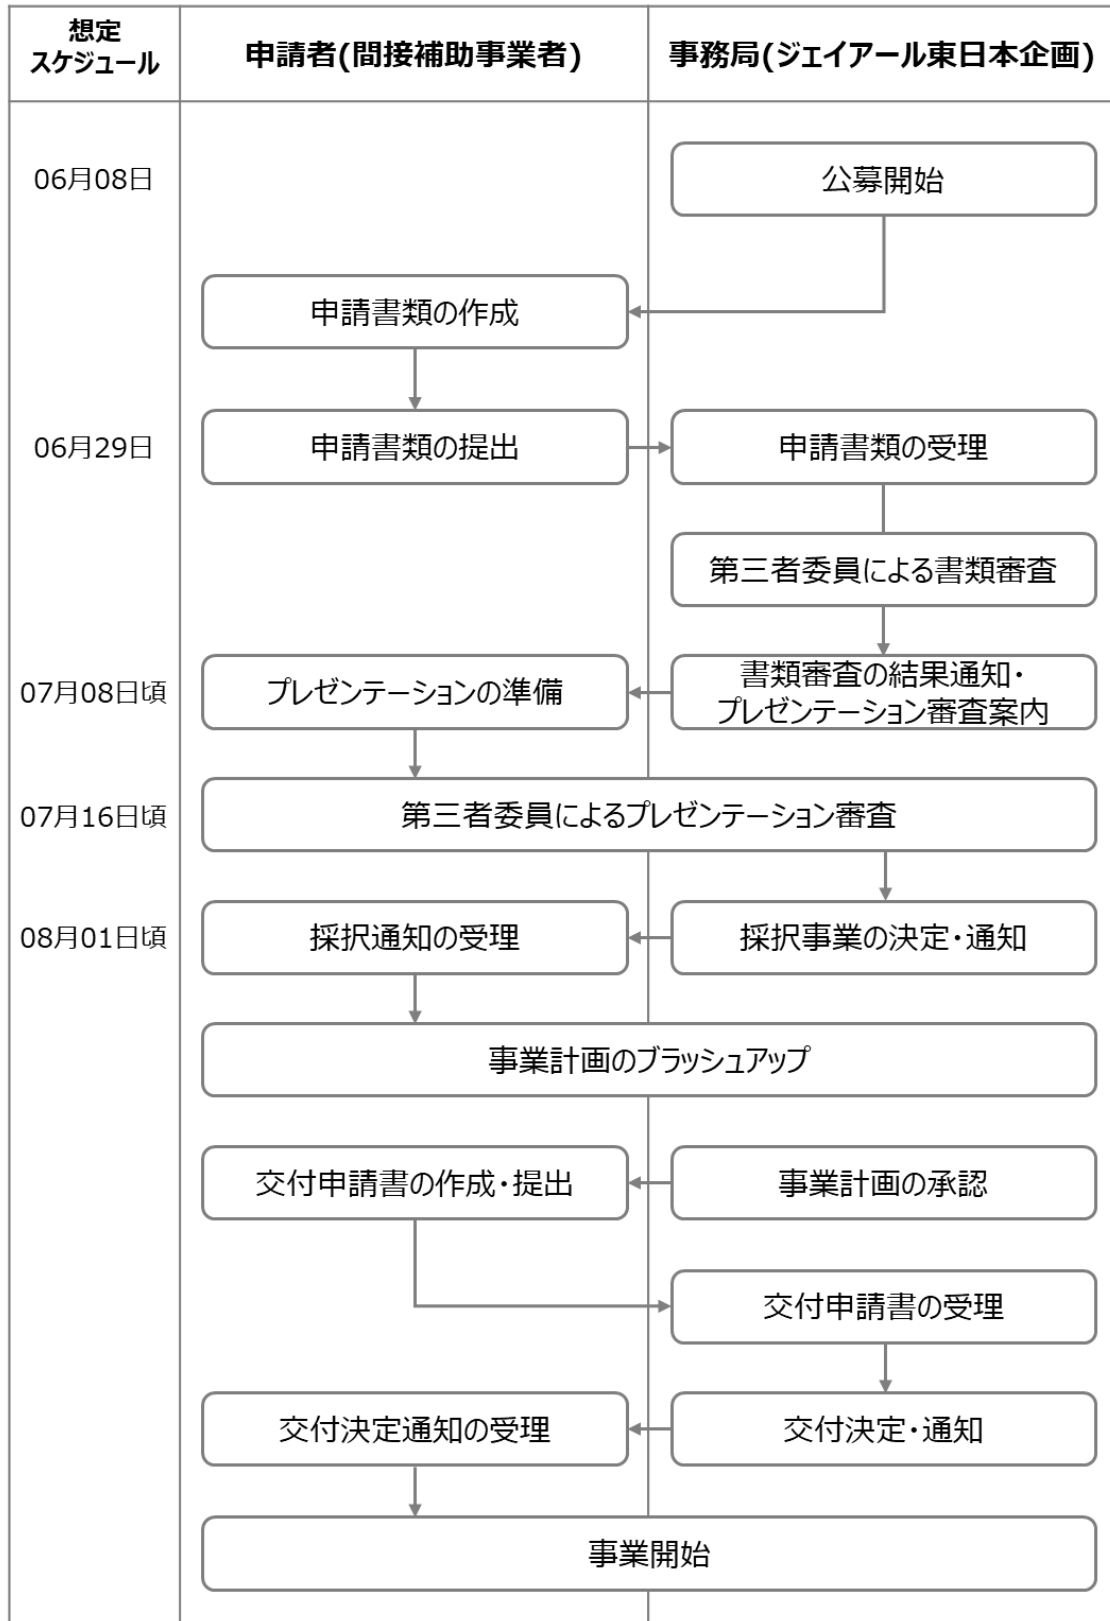 想定
スケジュール
申請者(間接補助事業者)
事務局(ジェイアール東日本企画)
06月08日
公募開始
申請書類の作成
06月29日
申請書類の提出
申請書類の受理
第三者委員による書類審査
07月08日頃
プレゼンテーションの準備
書類審査の結果通知・
プレゼンテーション審査案内
07月16日頃
第三者委員によるプレゼンテーション審査
08月01日頃
採択通知の受理
採択事業の決定・通知
事業計画のブラッシュアップ
交付申請書の作成・提出
事業計画の承認
交付申請書の受理
交付決定通知の受理
交付決定・通知
事業開始